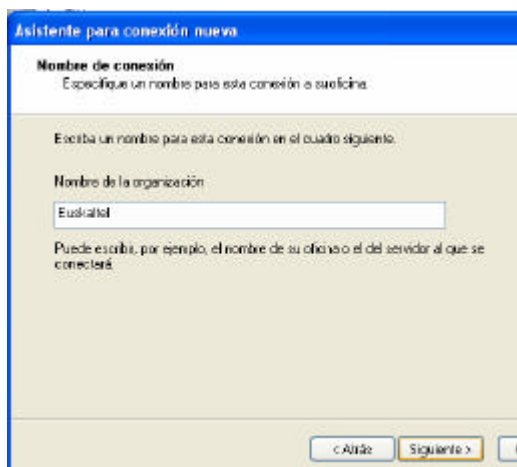 Asistente para conexión nueva
Nombre de conexión
Especifique un nombre para esta conexión a su oficina.
Escriba un nombre para esta conexión en el cuadro siguiente.
Nombre de la organización
Euskaltel
Puede escribir, por ejemplo, el nombre de su oficina o el del servidor al que se
conectará.
< Atrás
Siguiente >